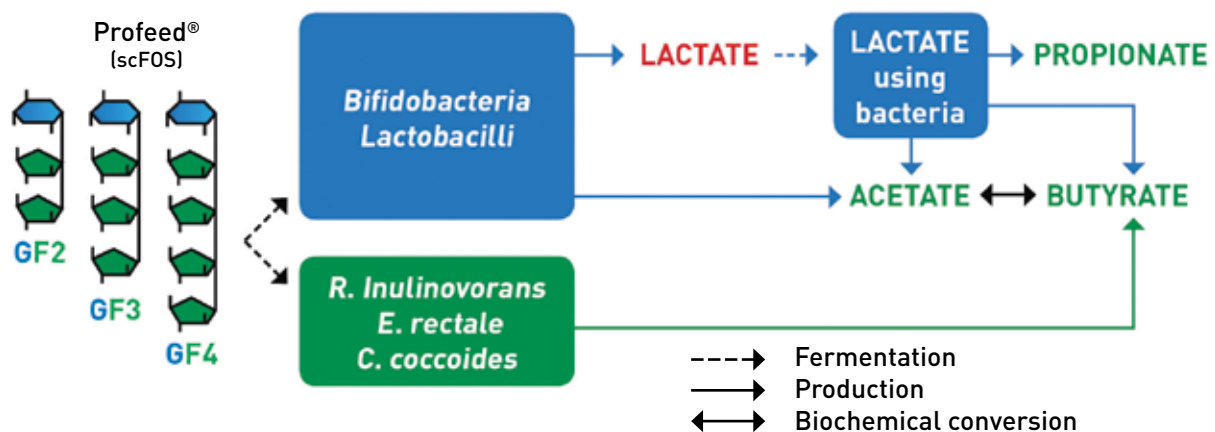 Profeed®
(scFOS)
GF2
GF3
GF4
Bifidobacteria
Lactobacilli
R. Inulinovorans
E. rectale
C. coccoides
LACTATE
LACTATE
using
bacteria
PROPIONATE
ACETATE
BUTYRATE
Fermentation
Production
Biochemical conversion